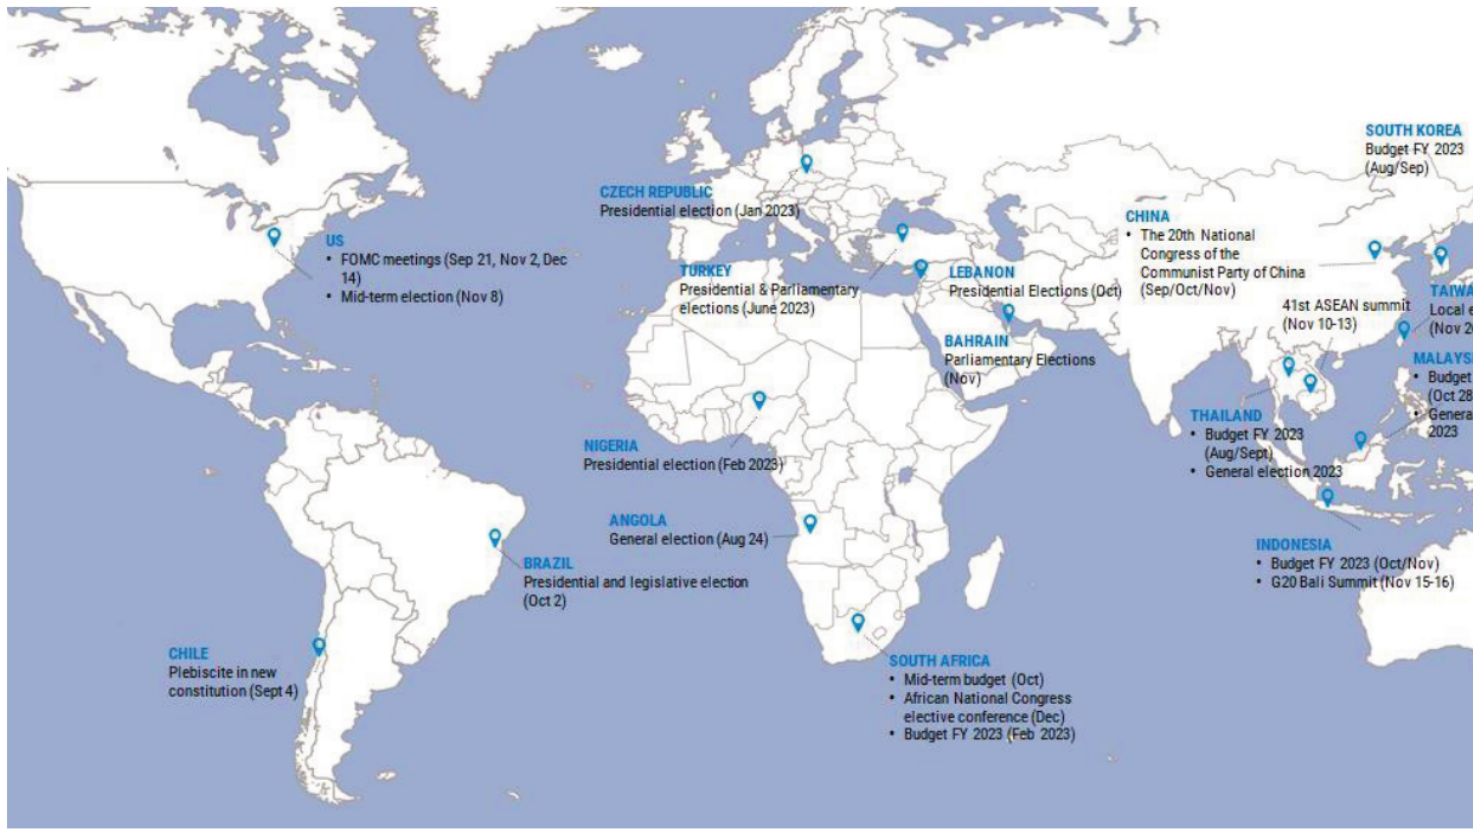 SOUTH KOREA
Budget FY 2023
(Aug/Sep)
CZECH REPUBLIC
Presidential election (Jan 2023)
CHINA
• The 20th National
Congress of the
Communist Party of China
(Sep/Oct/Nov)
US
• FOMC meetings (Sep 21, Nov 2, Dec
14)
• Mid-term election (Nov 8)
TURKEY
Presidential & Parliamentary
elections (June 2023)
LEBANON
Presidential Elections (Oct)
41st ASEAN summit
(Nov 10-13)
Local
(Nov
BAHRAIN
Parliamentary Elections
(Nov)
• Budget
(Oct 28
•
2023
THAILAND
• Budget FY 2023
(Aug/Sept)
• General election 2023
NIGERIA
Presidential election (Feb 2023)
ANGOLA
General election (Aug 24)
BRAZIL
Presidential and legislative election
(Oct 2)
INDONESIA
• Budget FY 2023 (Oct/Nov)
• G20 Bali Summit (Nov 15-16)
CHILE
Plebiscite in new
constitution (Sept 4)
SOUTH AFRICA
• Mid-term budget (Oct)
• African National Congress
elective conference (Dec)
• Budget FY 2023 (Feb 2023)